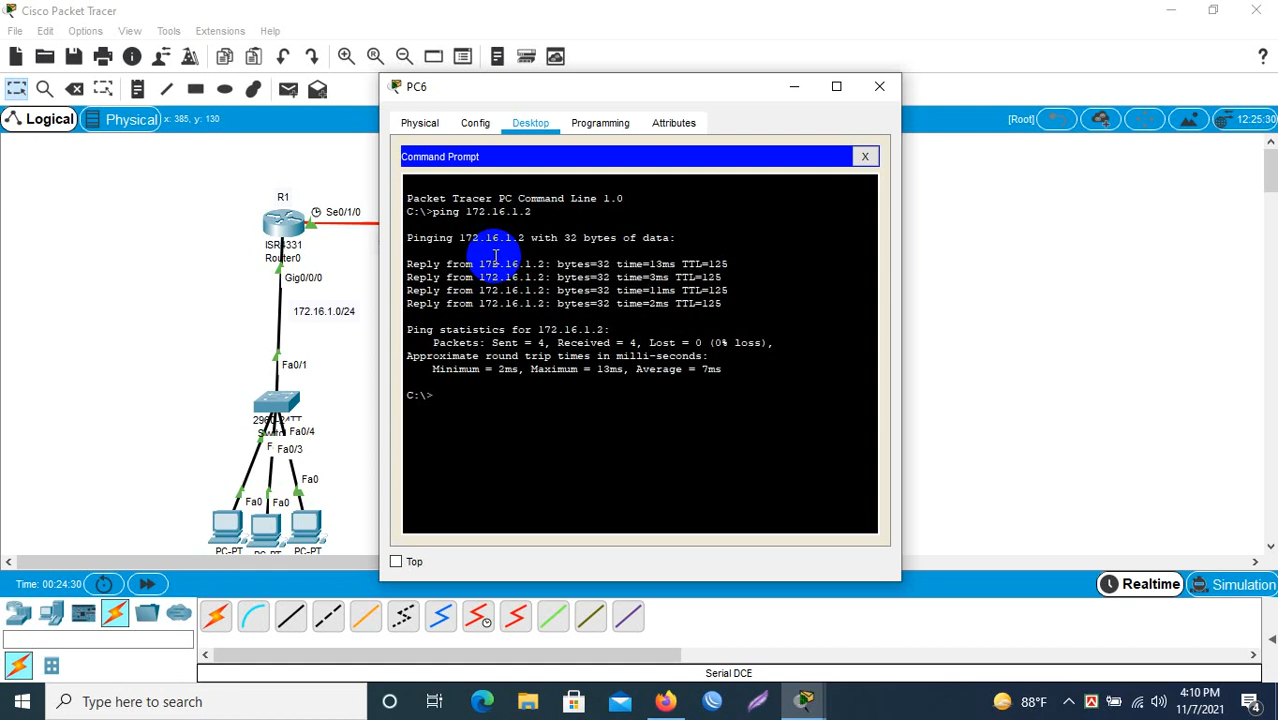 Cisco Packet Tracer
File Edit Options View Tools Extensions Help
Logical Physical x: 385, y: 130 [Root] 12:25:30
PC6
Physical Config Desktop Programming Attributes
Command Prompt X
Packet Tracer PC Command Line 1.0
C:\>ping 172.16.1.2
Pinging 172.16.1.2 with 32 bytes of data:
Reply from 172.16.1.2: bytes=32 time=13ms TTL=125
Reply from 172.16.1.2: bytes=32 time=3ms TTL=125
Reply from 172.16.1.2: bytes=32 time=11ms TTL=125
Reply from 172.16.1.2: bytes=32 time=2ms TTL=125
Ping statistics for 172.16.1.2:
Packets: Sent = 4, Received = 4, Lost = 0 (0% loss),
Approximate round trip times in milli-seconds:
Minimum = 2ms, Maximum = 13ms, Average = 7ms
C:\>
Top
R1
Se0/1/0
ISR4331
Router0
Gig0/0/0
172.16.1.0/24
Fa0/1
Fa0/4
Fa0/3
Fa0
Fa0 Fa0
PC-PT PC-PT PC-PT
Time: 00:24:30 Realtime Simulation
Serial DCE
Type here to search
88°F
4:10 PM
11/7/2021
4